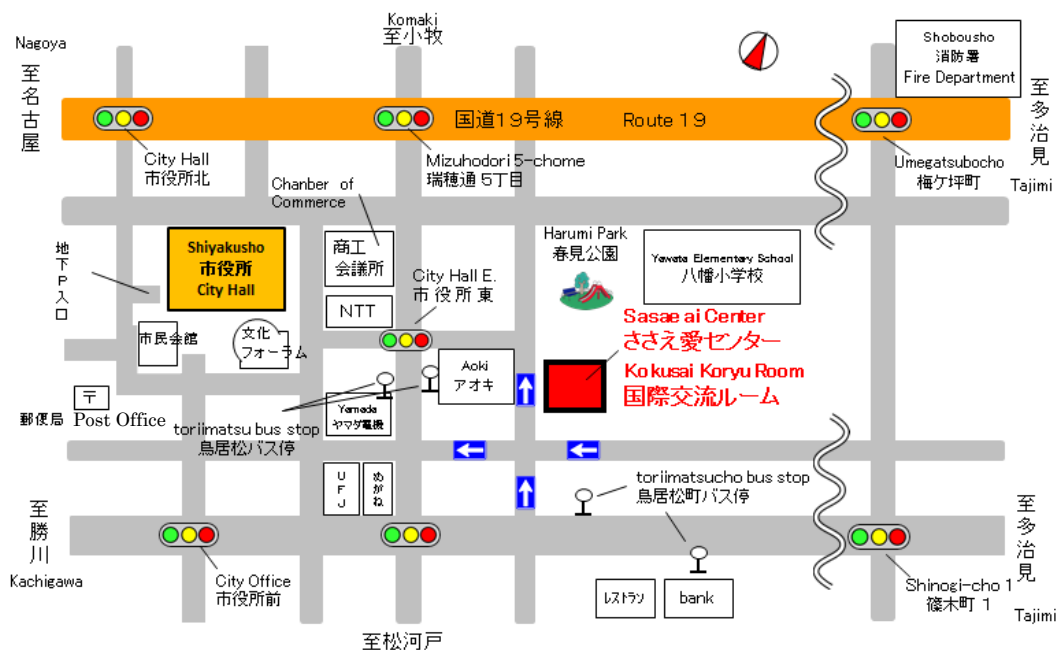 Komaki
至小牧
Nagoya
至名古屋
Shobousho
消防署
Fire Department
至多治見
Tajimi
国道19号線 Route 19
City Hall
市役所北
Mizuhodori 5-chome
瑞穂通 5丁目
Umegatsubocho
梅ケ坪町
Chanber of
Commerce
地下P入口
Shiyakusho
市役所
City Hall
商工
会議所
City Hall E.
市役所東
Harumi Park
春見公園
Yawata Elementary School
八幡小学校
NTT
市民会館
文化
フォーラム
Aoki
アオキ
Sasae ai Center
ささえ愛センター
Kokusai Koryu Room
国際交流ルーム
〒
郵便局 Post Office
toriimatsu bus stop
鳥居松バス停
Yamada
ヤマダ電機
UFJ
めがね
toriimatsucho bus stop
鳥居松町バス停
至勝川
Kachigawa
City Office
市役所前
レストラン
bank
Shinogi-cho 1
篠木町 1
至多治見
Tajimi
至松河戸